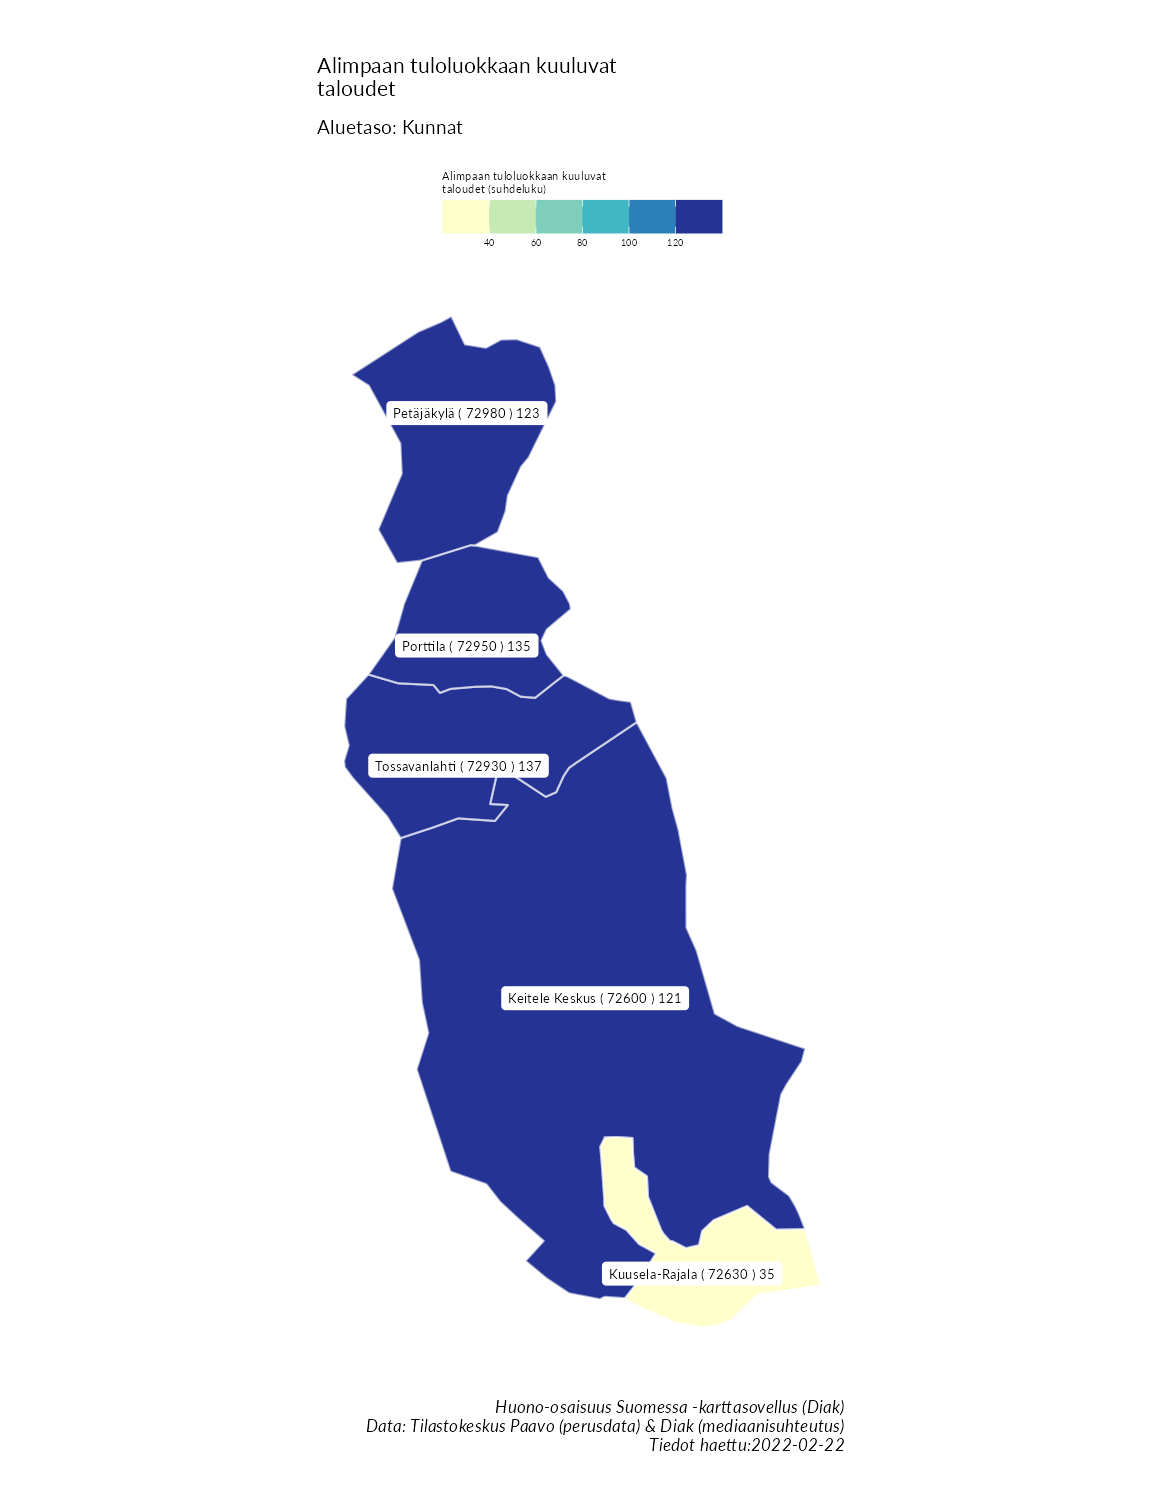 Alimpaan tuloluokkaan kuuluvat
taloudet
Aluetaso: Kunnat
Alimpaan tuloluokkaan kuuluvat
taloudet (suhdeluku)
40 60 80 100 120
Petäjäkylä ( 72980 ) 123
Porttila ( 72950 ) 135
Tossavanlahti ( 72930 ) 137
Keitele Keskus ( 72600 ) 121
Kuusela-Rajala ( 72630 ) 35
Huono-osaisuus Suomessa -karttasovellus (Diak)
Data: Tilastokeskus Paavo (perusdata) & Diak (mediaanisuhteutus)
Tiedot haettu:2022-02-22